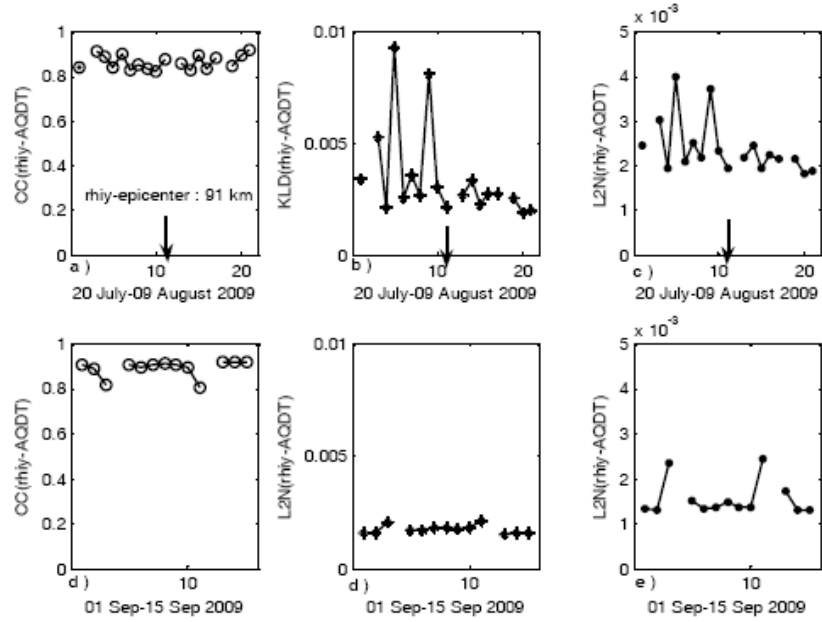 × 10⁻³
1
0.8
0.6
0.4
0.2
0
CC(rhiy-AQDT)
rhiy-epicenter : 91 km
a )
10
20
20 July-09 August 2009
0.01
0.005
0
KLD(rhiy-AQDT)
b )
10
20
20 July-09 August 2009
5
4
3
2
1
0
L2N(rhiy-AQDT)
c )
10
20
20 July-09 August 2009
1
0.8
0.6
0.4
0.2
0
CC(rhiy-AQDT)
d )
10
01 Sep-15 Sep 2009
0.01
0.005
0
L2N(rhiy-AQDT)
d )
10
01 Sep-15 Sep 2009
× 10⁻³
5
4
3
2
1
0
L2N(rhiy-AQDT)
e )
10
01 Sep-15 Sep 2009